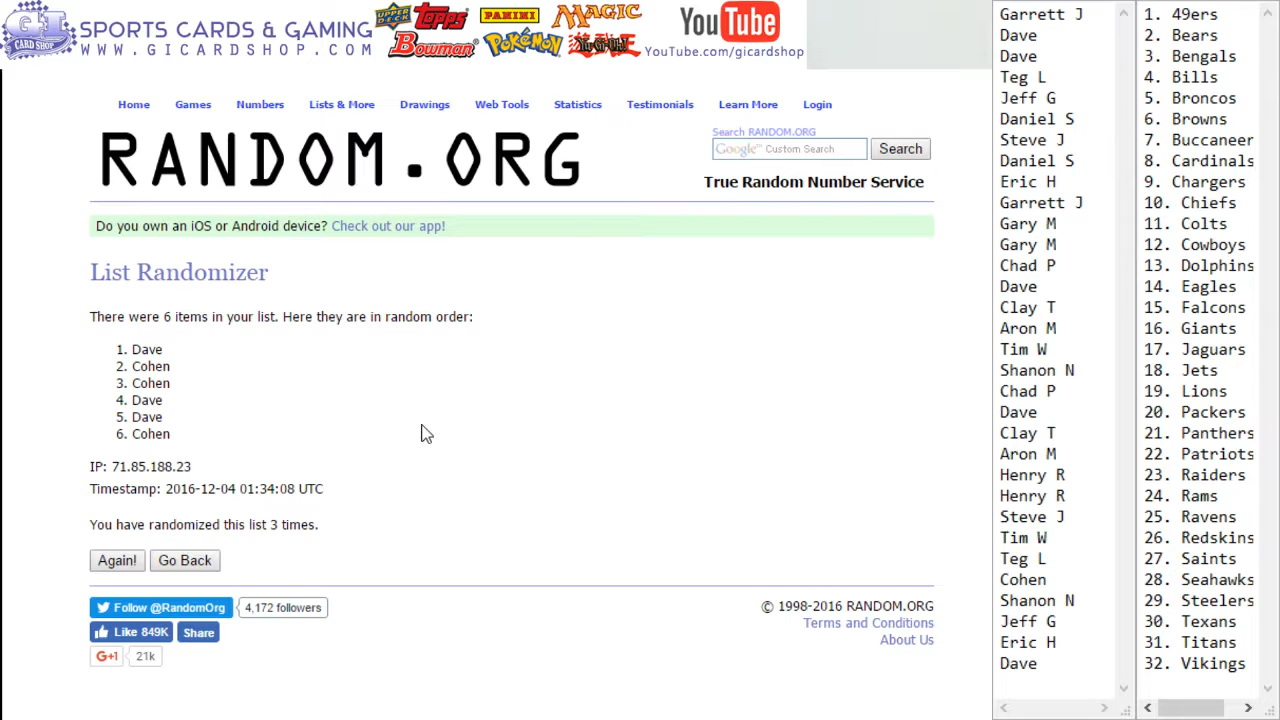 GI CARD SHOP
SPORTS CARDS & GAMING
WWW.GICARDSHOP.COM
UPPER DECK
Topps
PANINI
MAGIC
Bowman
POKéMON
YU-GI-OH!
YouTube
YouTube.com/gicardshop
Home Games Numbers Lists & More Drawings Web Tools Statistics Testimonials Learn More Login
RANDOM.ORG
Search RANDOM.ORG
Google™ Custom Search
Search
True Random Number Service
Do you own an iOS or Android device? Check out our app!
List Randomizer
There were 6 items in your list. Here they are in random order:
1. Dave
2. Cohen
3. Cohen
4. Dave
5. Dave
6. Cohen
IP: 71.85.188.23
Timestamp: 2016-12-04 01:34:08 UTC
You have randomized this list 3 times.
Again! Go Back
Follow @RandomOrg 4,172 followers
Like 849K Share
G+1 21k
© 1998-2016 RANDOM.ORG
Terms and Conditions
About Us
Garrett J
Dave
Dave
Teg L
Jeff G
Daniel S
Steve J
Daniel S
Eric H
Garrett J
Gary M
Gary M
Chad P
Dave
Clay T
Aron M
Tim W
Shanon N
Chad P
Dave
Clay T
Aron M
Henry R
Henry R
Steve J
Tim W
Teg L
Cohen
Shanon N
Jeff G
Eric H
Dave
1. 49ers
2. Bears
3. Bengals
4. Bills
5. Broncos
6. Browns
7. Buccaneer
8. Cardinals
9. Chargers
10. Chiefs
11. Colts
12. Cowboys
13. Dolphins
14. Eagles
15. Falcons
16. Giants
17. Jaguars
18. Jets
19. Lions
20. Packers
21. Panthers
22. Patriots
23. Raiders
24. Rams
25. Ravens
26. Redskins
27. Saints
28. Seahawks
29. Steelers
30. Texans
31. Titans
32. Vikings